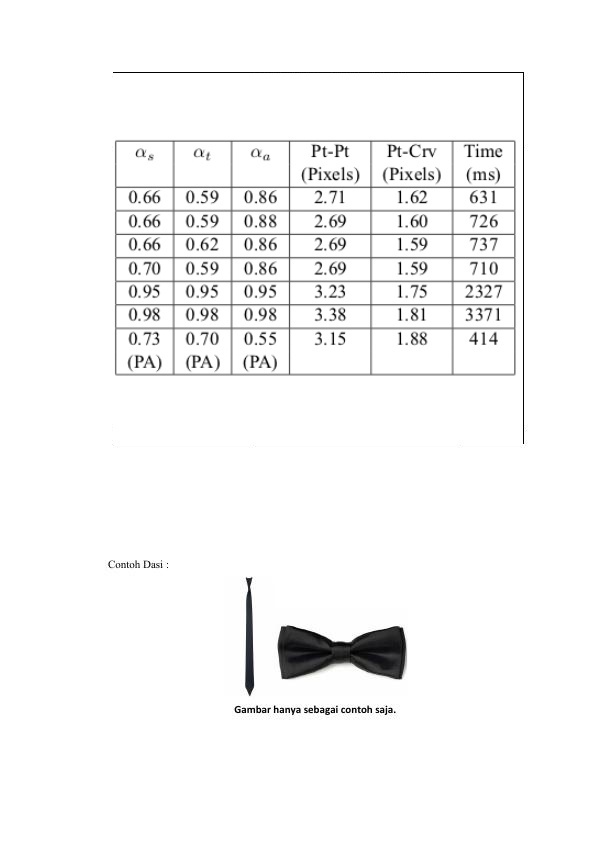 αs αt αa Pt-Pt Pt-Crv Time
(Pixels) (Pixels) (ms)
0.66 0.59 0.86 2.71 1.62 631
0.66 0.59 0.88 2.69 1.60 726
0.66 0.62 0.86 2.69 1.59 737
0.70 0.59 0.86 2.69 1.59 710
0.95 0.95 0.95 3.23 1.75 2327
0.98 0.98 0.98 3.38 1.81 3371
0.73 0.70 0.55 3.15 1.88 414
(PA) (PA) (PA)
Contoh Dasi :
Gambar hanya sebagai contoh saja.